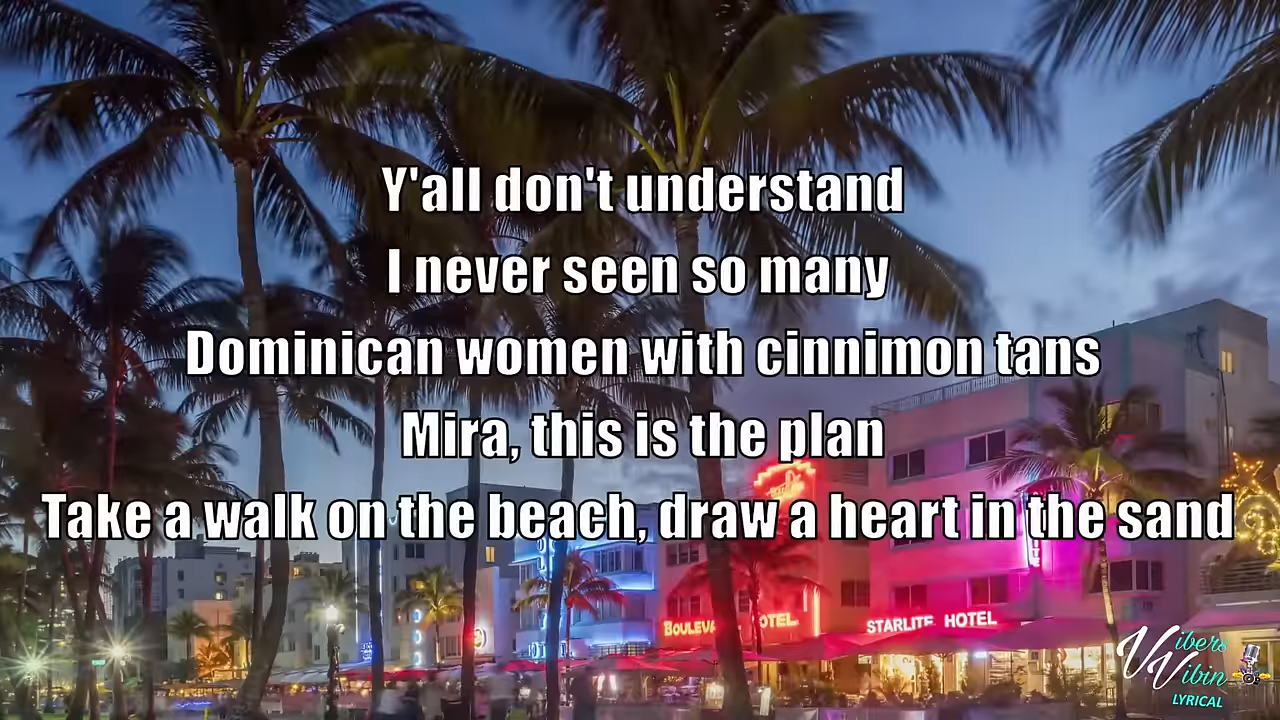 Y'all don't understand
I never seen so many
Dominican women with cinnimon tans
Mira, this is the plan
Take a walk on the beach, draw a heart in the sand
STARLITE HOTEL
Vibers
Vibin
LYRICAL